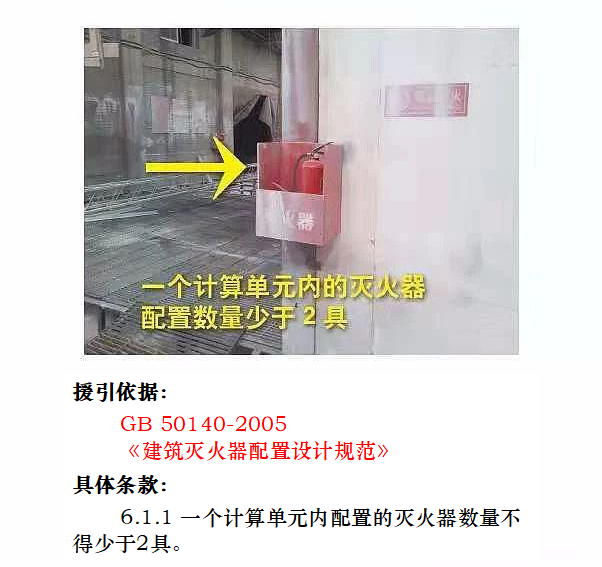 火
火器
一个计算单元内的灭火器
配置数量少于 2 具
援引依据：
GB 50140-2005
《建筑灭火器配置设计规范》
具体条款：
6.1.1 一个计算单元内配置的灭火器数量不
得少于2具。